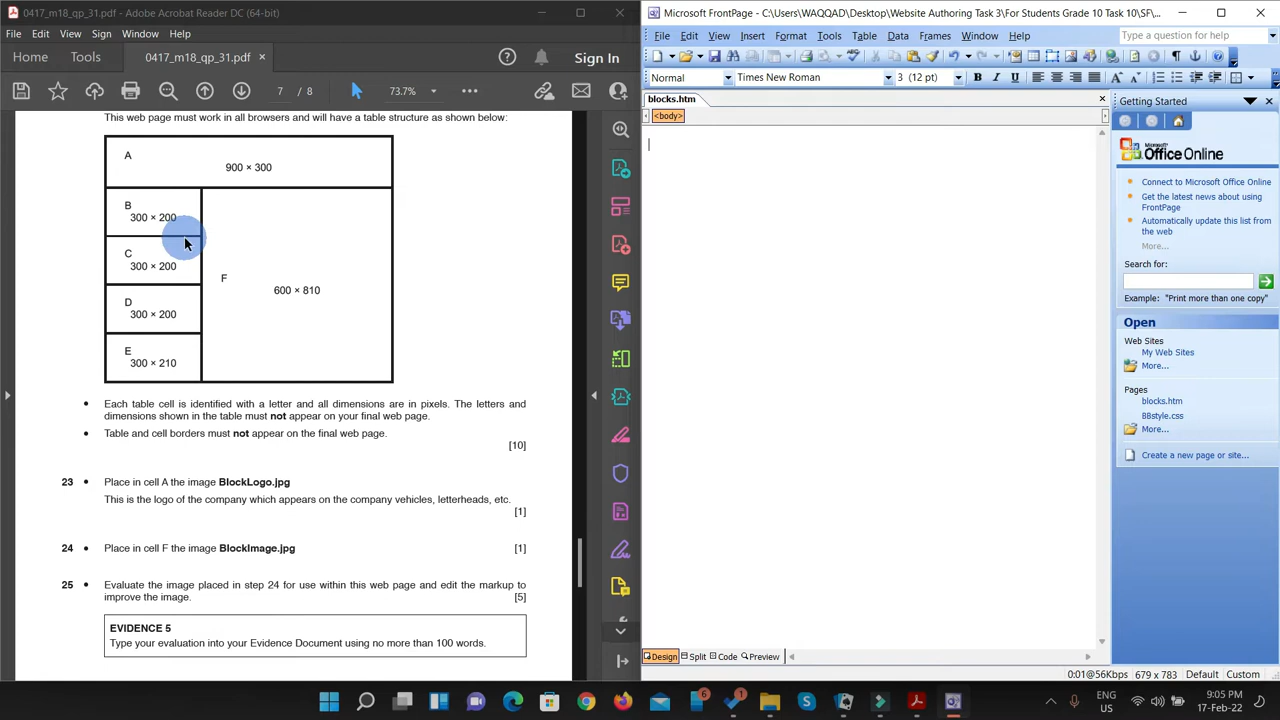 0417_m18_qp_31.pdf - Adobe Acrobat Reader DC (64-bit)
File Edit View Sign Window Help
Home Tools 0417_m18_qp_31.pdf × Sign In
7 / 8 73.7%
This web page must work in all browsers and will have a table structure as shown below:
A
900 × 300
B
300 × 200
C
300 × 200
F
600 × 810
D
300 × 200
E
300 × 210
• Each table cell is identified with a letter and all dimensions are in pixels. The letters and
dimensions shown in the table must not appear on your final web page.
• Table and cell borders must not appear on the final web page.
[10]
23 • Place in cell A the image BlockLogo.jpg
This is the logo of the company which appears on the company vehicles, letterheads, etc.
[1]
24 • Place in cell F the image BlockImage.jpg [1]
25 • Evaluate the image placed in step 24 for use within this web page and edit the markup to
improve the image. [5]
EVIDENCE 5
Type your evaluation into your Evidence Document using no more than 100 words.
Microsoft FrontPage - C:\Users\WAQQAD\Desktop\Website Authoring Task 3\For Students Grade 10 Task 10\SF\...
File Edit View Insert Format Tools Table Data Frames Window Help Type a question for help
Normal Times New Roman 3 (12 pt) B I U
blocks.htm
<body>
Getting Started
Microsoft
Office Online
Connect to Microsoft Office Online
Get the latest news about using
FrontPage
Automatically update this list from
the web
More...
Search for:
Example: "Print more than one copy"
Open
Web Sites
My Web Sites
More...
Pages
blocks.htm
BBstyle.css
More...
Create a new page or site...
Design Split Code Preview
0:01@56Kbps 679 x 783 Default Custom
6 1
ENG
US
9:05 PM
17-Feb-22